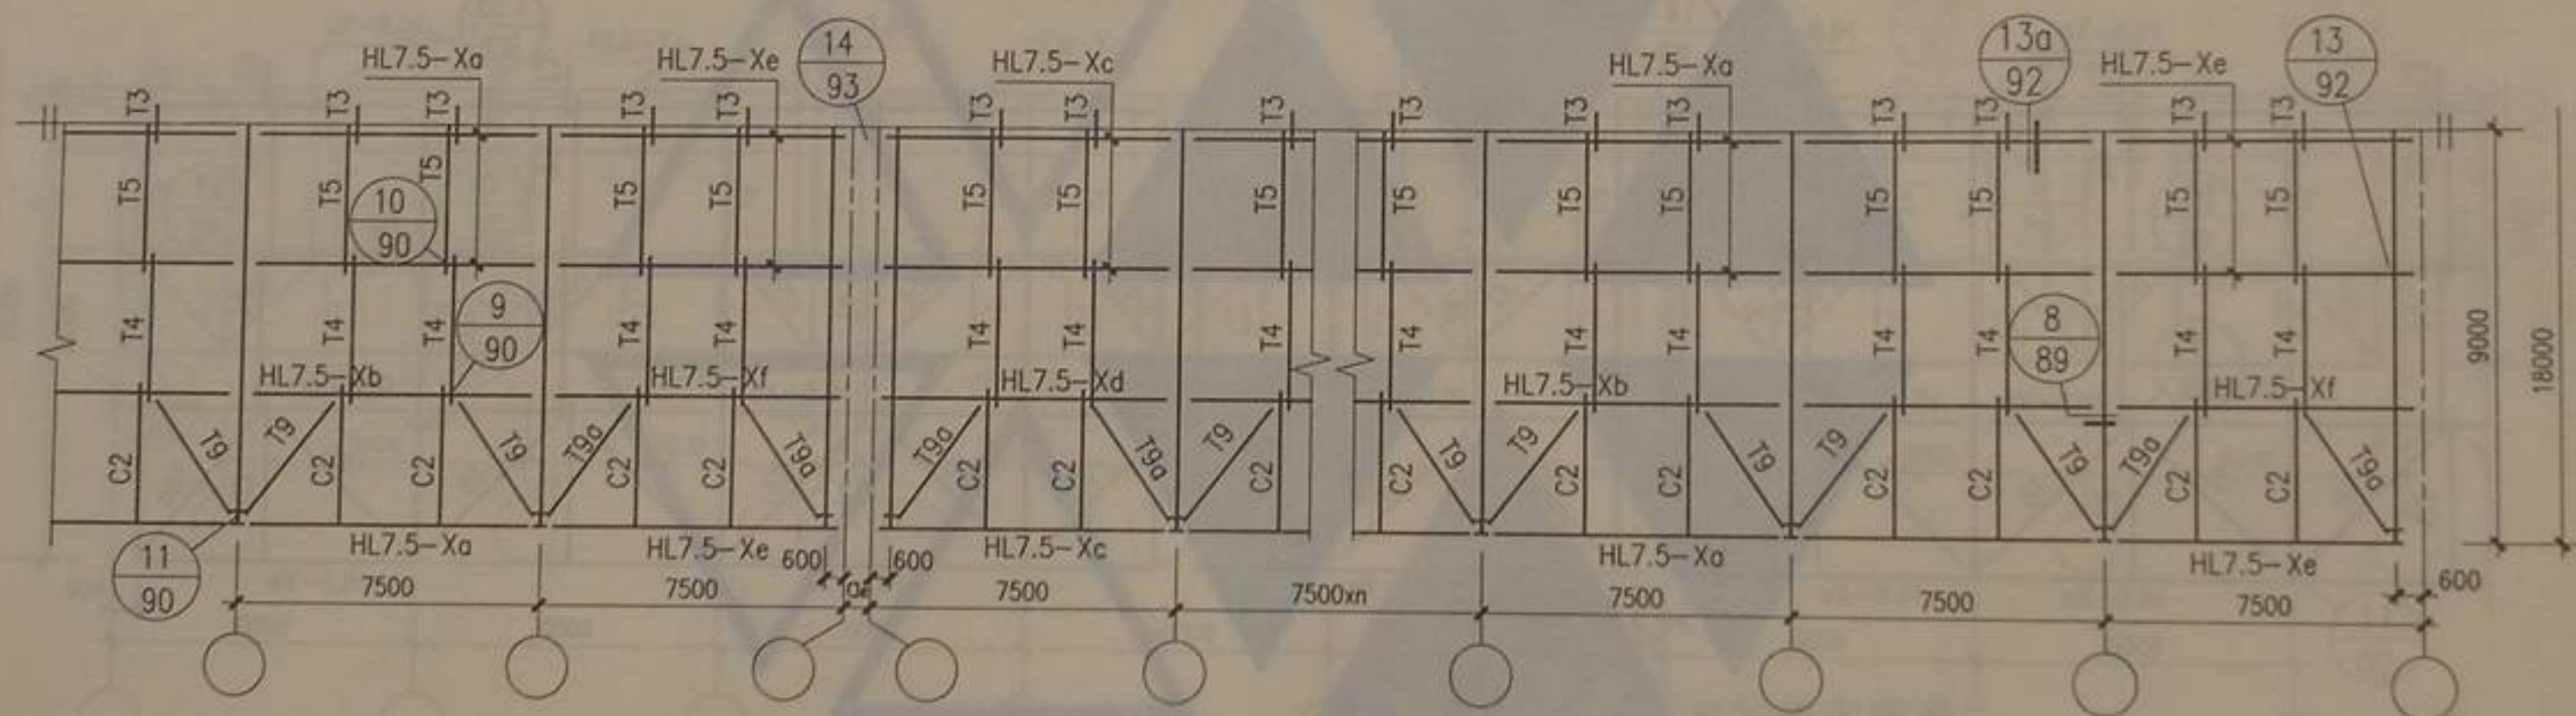 14
93
13a
92
13
92
HL7.5-Xa
HL7.5-Xe
HL7.5-Xc
HL7.5-Xa
HL7.5-Xe
T3 T3 T3 T3 T3 T3 T3 T3 T3 T3 T3 T3 T3 T3 T3
T5 T5 T5 T5 T5 T5 T5 T5 T5 T5 T5 T5 T5 T5 T5
10
90
9
90
8
89
T4 T4 T4 T4 T4 T4 T4 T4 T4 T4 T4 T4 T4 T4 T4
9000
18000
HL7.5-Xb
HL7.5-Xf
HL7.5-Xd
HL7.5-Xb
HL7.5-Xf
T9 T9 T9 T9a T9a T9a T9a T9 T9 T9 T9 T9 T9 T9a T9a
C2 C2 C2 C2 C2 C2 C2 C2 C2 C2 C2 C2 C2 C2 C2
HL7.5-Xa
HL7.5-Xe
HL7.5-Xc
HL7.5-Xa
HL7.5-Xe
11
90
600
600
600
7500 7500 7500 7500xn 7500 7500 7500